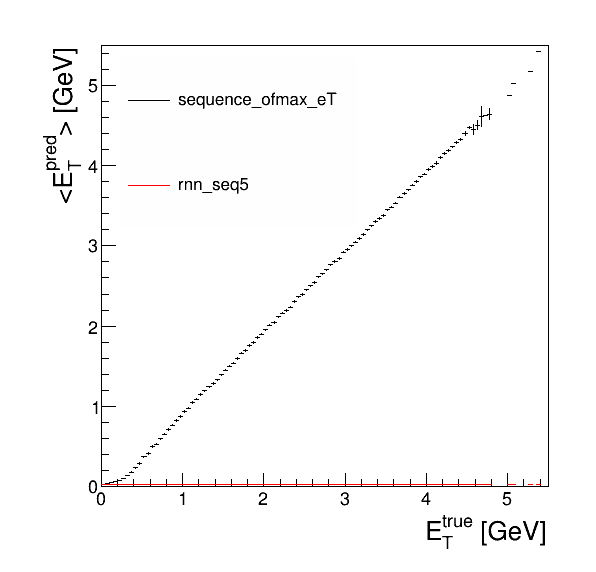 <E_T^pred> [GeV]
5
4
3
2
1
0
sequence_ofmax_eT
rnn_seq5
0 1 2 3 4 5
E_T^true [GeV]